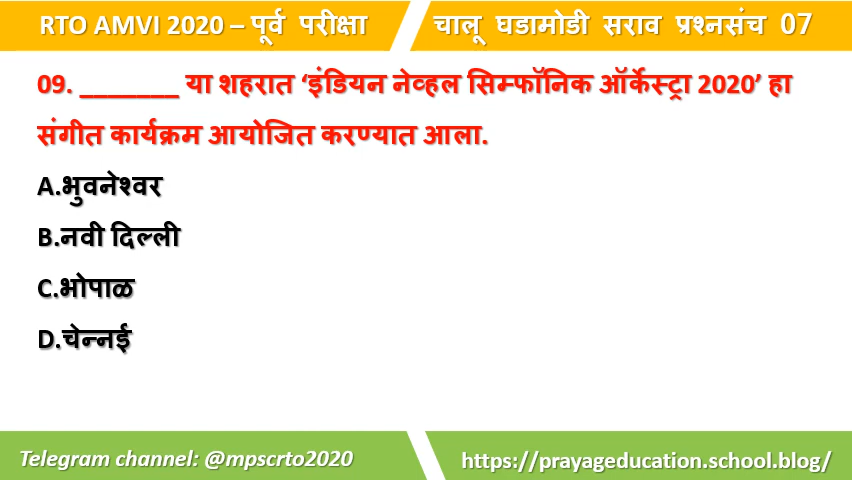 RTO AMVI 2020 – पूर्व परीक्षा
चालू घडामोडी सराव प्रश्नसंच 07
09. _______ या शहरात ‘इंडियन नेव्हल सिम्फॉनिक ऑर्केस्ट्रा 2020’ हा
संगीत कार्यक्रम आयोजित करण्यात आला.
A.भुवनेश्वर
B.नवी दिल्ली
C.भोपाळ
D.चेन्नई
Telegram channel: @mpscrto2020
https://prayageducation.school.blog/